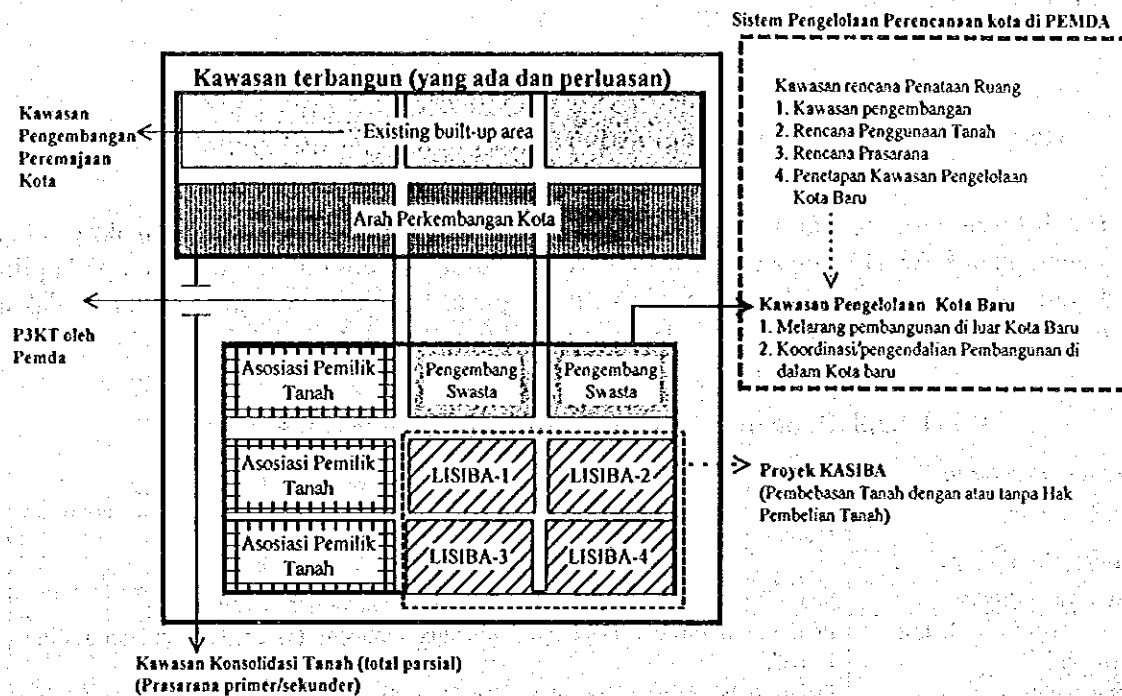 Sistem Pengelolaan Perencanaan kota di PEMDA
Kawasan terbangun (yang ada dan perluasan)
Kawasan
Pengembangan
Peremajaan
Kota
Existing built-up area
Arah Perkembangan Kota
Kawasan rencana Penataan Ruang
1. Kawasan pengembangan
2. Rencana Penggunaan Tanah
3. Rencana Prasarana
4. Penetapan Kawasan Pengelolaan
Kota Baru
P3KT oleh
Pemda
Kawasan Pengelolaan Kota Baru
1. Melarang pembangunan di luar Kota Baru
2. Koordinasi/pengendalian Pembangunan di
dalam Kota baru
Asosiasi Pemilik
Tanah
Pengembang
Swasta
Pengembang
Swasta
Asosiasi Pemilik
Tanah
LISIBA-1
LISIBA-2
Asosiasi Pemilik
Tanah
LISIBA-3
LISIBA-4
Proyek KASIBA
(Pembebasan Tanah dengan atau tanpa Hak
Pembelian Tanah)
Kawasan Konsolidasi Tanah (total parsial)
(Prasarana primer/sekunder)